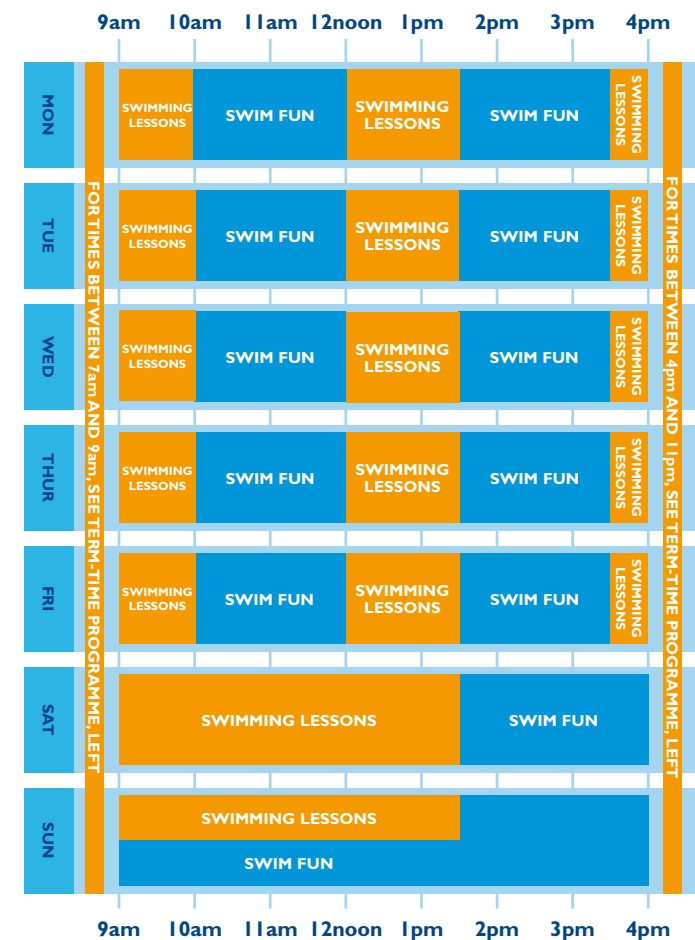 9am 10am 11am 12noon 1pm 2pm 3pm 4pm
FOR TIMES BETWEEN 7am AND 9am, SEE TERM-TIME PROGRAMME, LEFT
MON
SWIMMING
LESSONS
SWIM FUN
SWIMMING
LESSONS
SWIM FUN
SWIMMING
LESSONS
TUE
SWIMMING
LESSONS
SWIM FUN
SWIMMING
LESSONS
SWIM FUN
SWIMMING
LESSONS
WED
SWIMMING
LESSONS
SWIM FUN
SWIMMING
LESSONS
SWIM FUN
SWIMMING
LESSONS
THUR
SWIMMING
LESSONS
SWIM FUN
SWIMMING
LESSONS
SWIM FUN
SWIMMING
LESSONS
FRI
SWIMMING
LESSONS
SWIM FUN
SWIMMING
LESSONS
SWIM FUN
SWIMMING
LESSONS
SAT
SWIMMING LESSONS
SWIM FUN
SUN
SWIMMING LESSONS
SWIM FUN
FOR TIMES BETWEEN 4pm AND 11pm, SEE TERM-TIME PROGRAMME, LEFT
9am 10am 11am 12noon 1pm 2pm 3pm 4pm